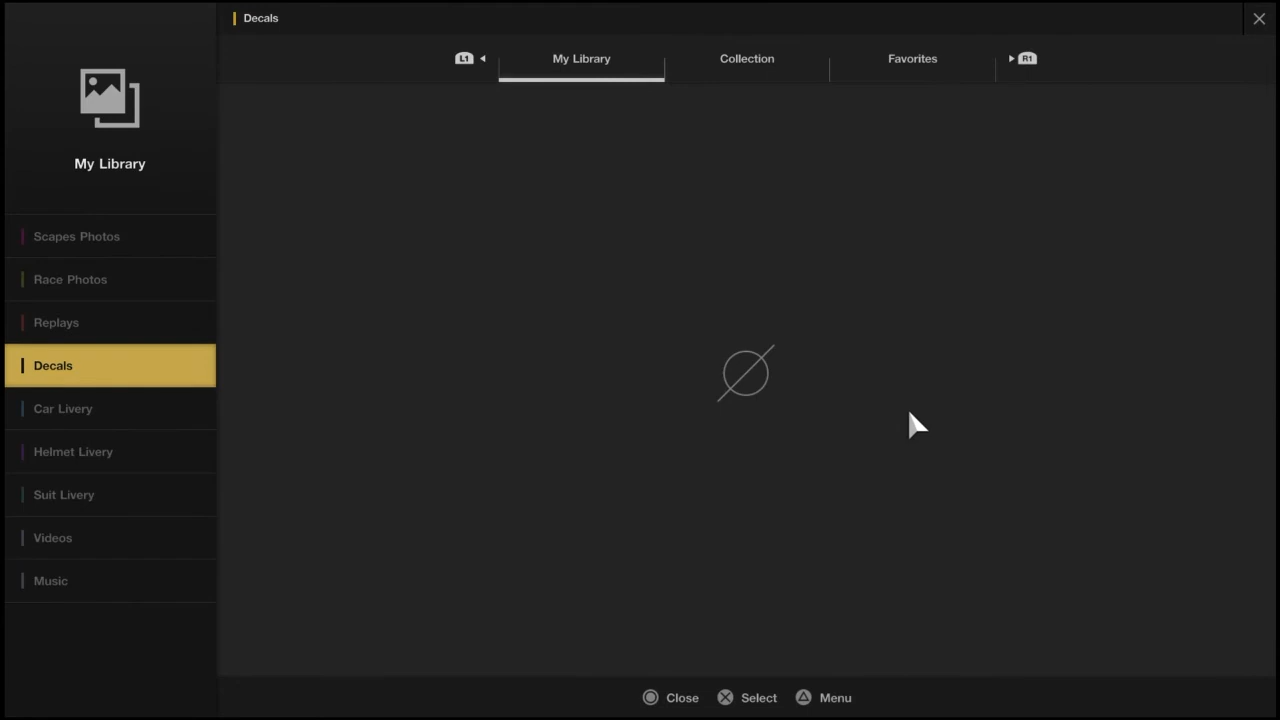 Decals
L1
My Library
Collection
Favorites
R1
My Library
Scapes Photos
Race Photos
Replays
Decals
Car Livery
Helmet Livery
Suit Livery
Videos
Music
Close
Select
Menu